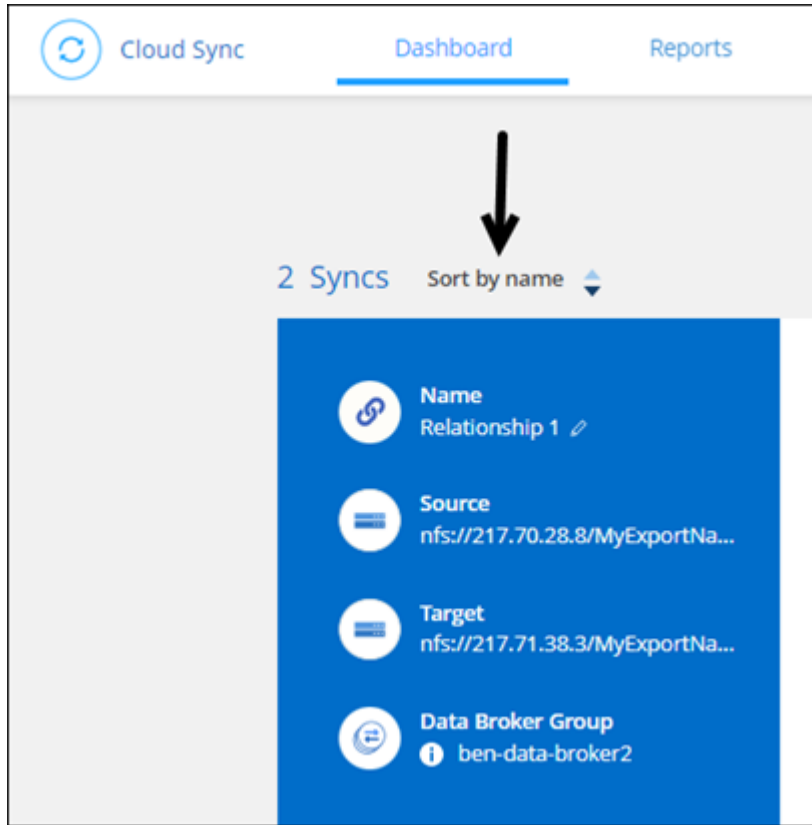 Cloud Sync Dashboard Reports
2 Syncs Sort by name
Name
Relationship 1
Source
nfs://217.70.28.8/MyExportNa...
Target
nfs://217.71.38.3/MyExportNa...
Data Broker Group
ben-data-broker2